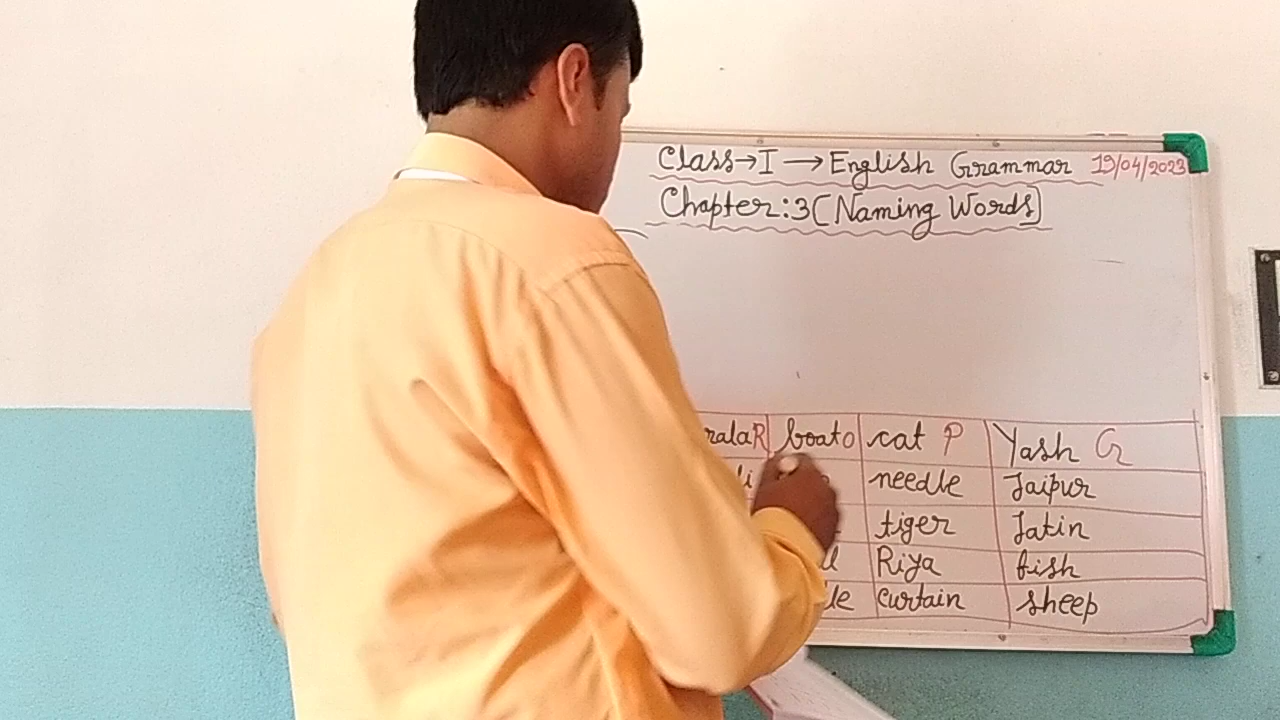 Class→I → English Grammar 19/04/2023
Chapter:3 (Naming Words)
boat O cat P Yash G
needle Jaipur
tiger Jatin
Riya fish
curtain sheep